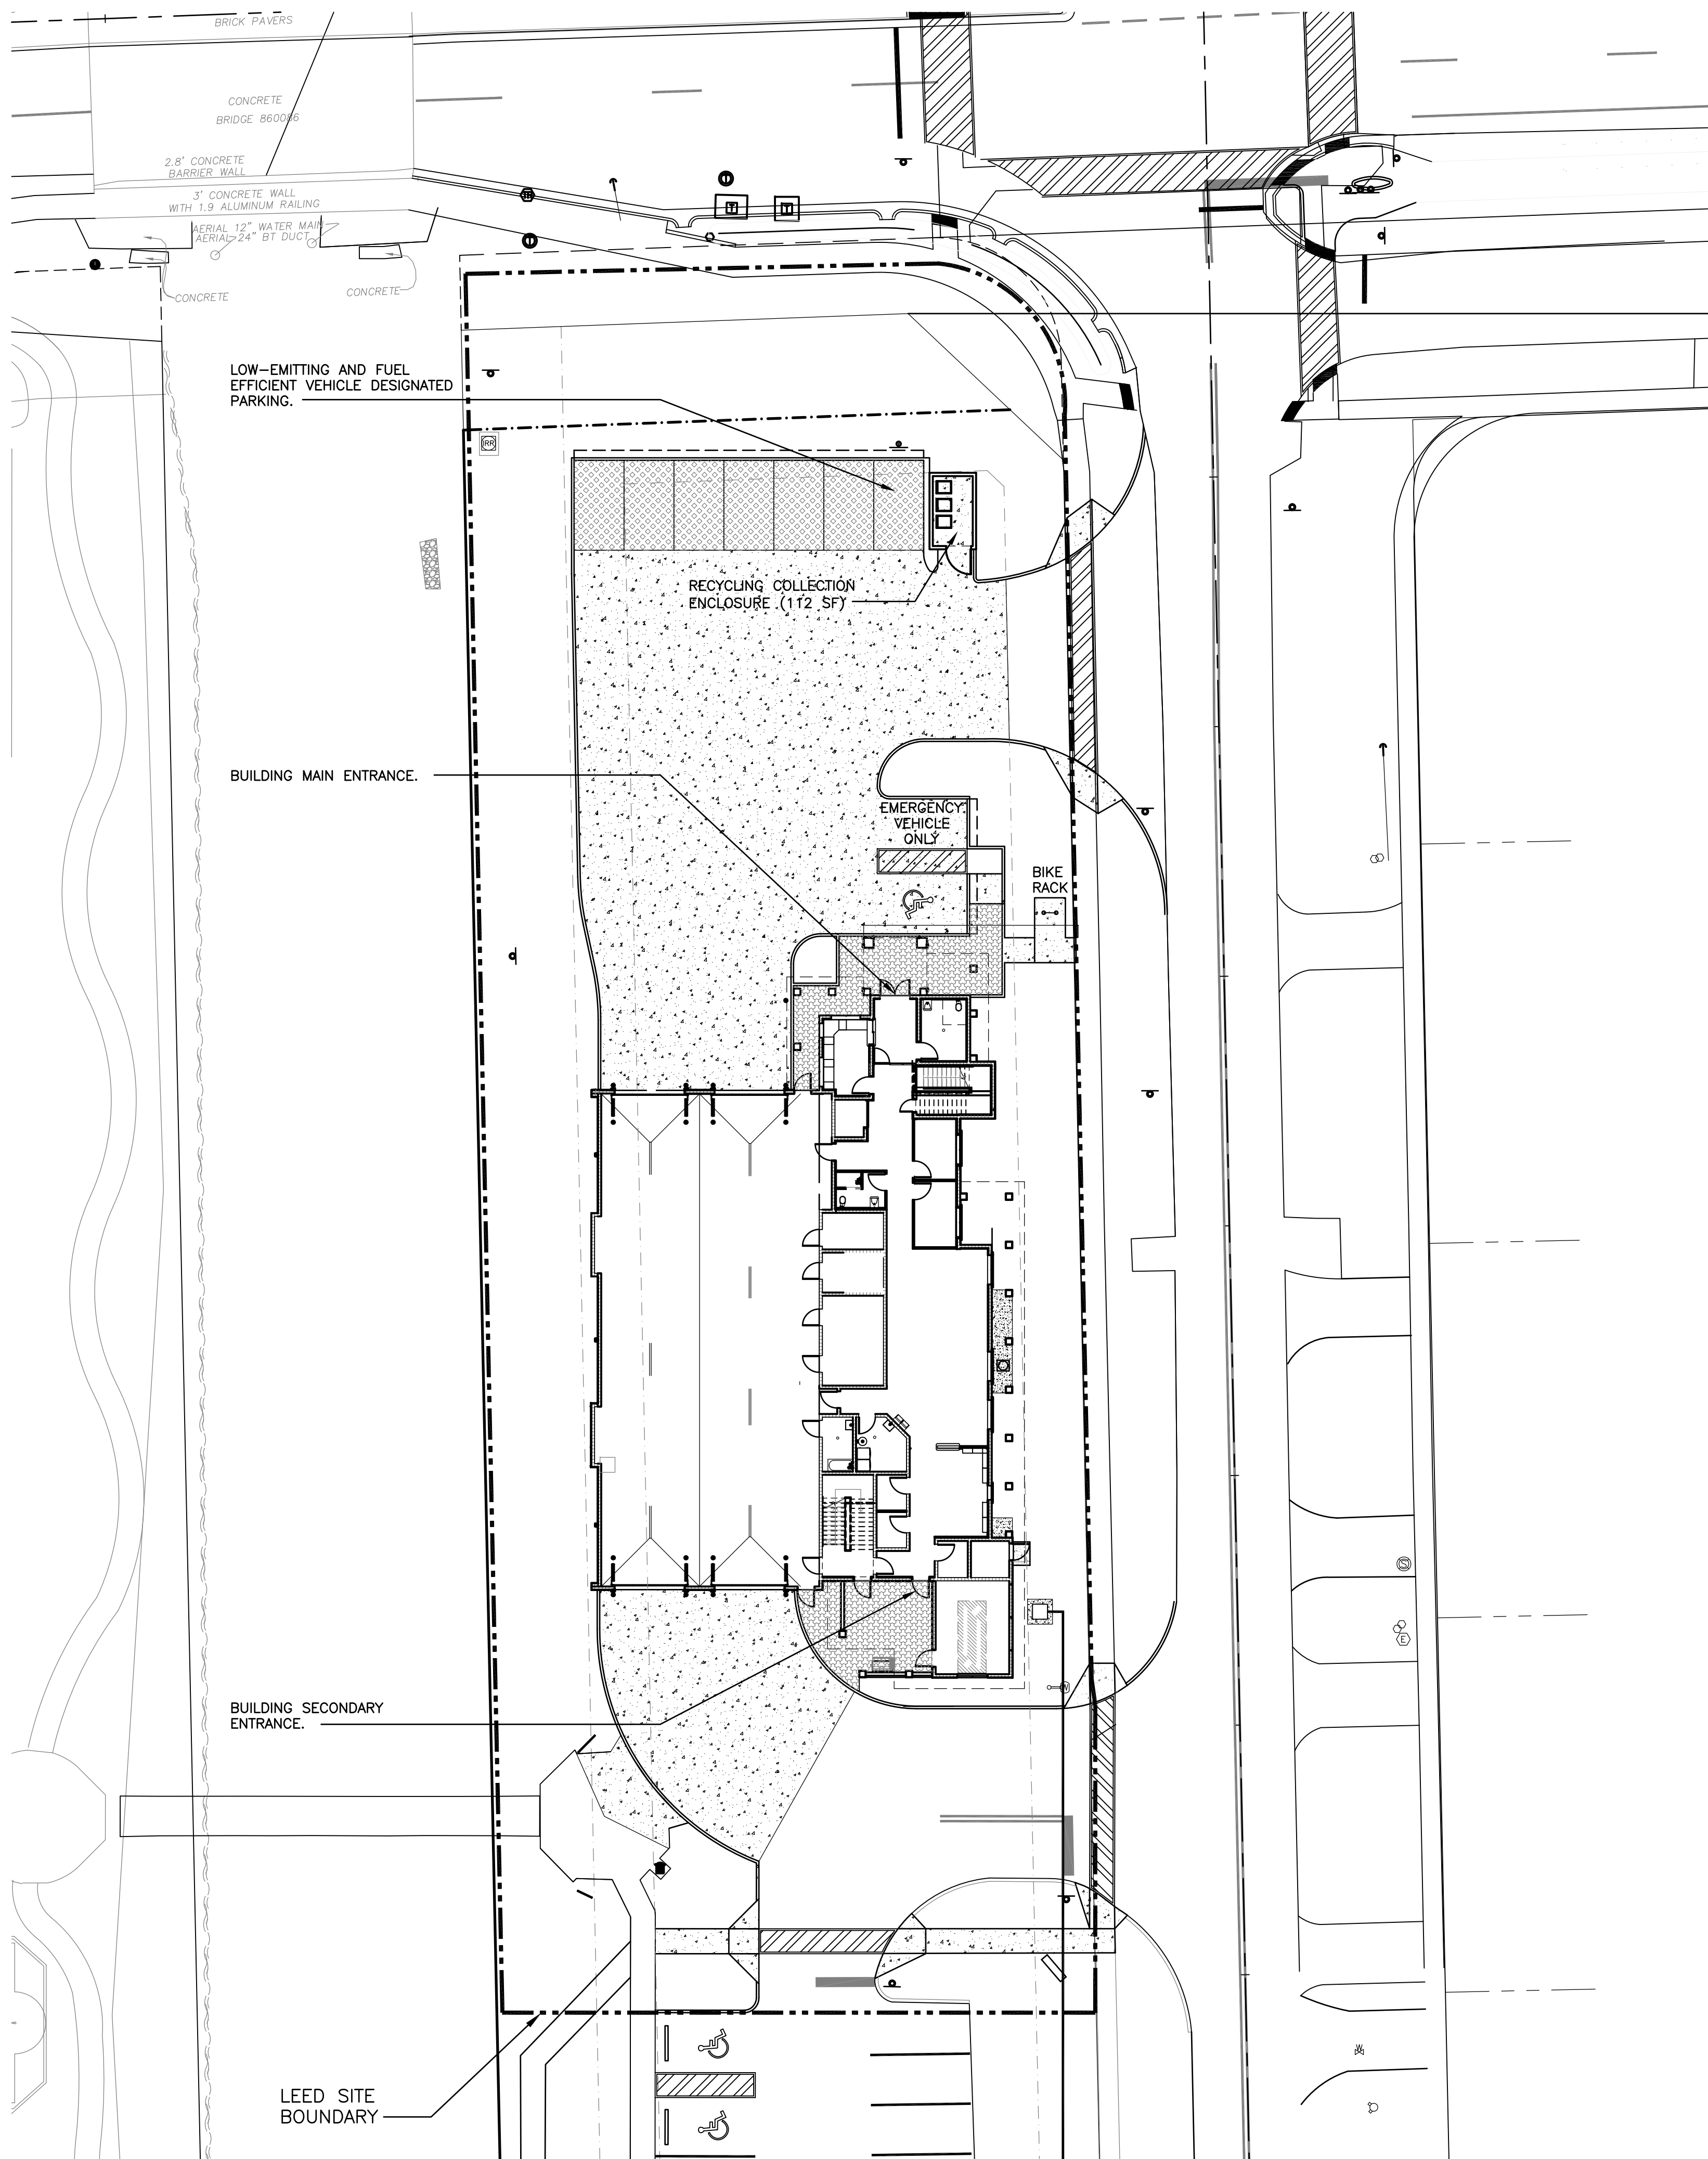 BRICK PAVERS
CONCRETE
BRIDGE 860086
2.8' CONCRETE
BARRIER WALL
3' CONCRETE WALL
WITH 1.9 ALUMINUM RAILING
AERIAL 12" WATER MAIN
AERIAL 24" BT DUCT
CONCRETE
CONCRETE
TR
T
T
LOW-EMITTING AND FUEL
EFFICIENT VEHICLE DESIGNATED
PARKING.
IRR
RECYCLING COLLECTION
ENCLOSURE (112 SF)
BUILDING MAIN ENTRANCE.
EMERGENCY
VEHICLE
ONLY
BIKE
RACK
S
E
W
BUILDING SECONDARY
ENTRANCE.
LEED SITE
BOUNDARY
W